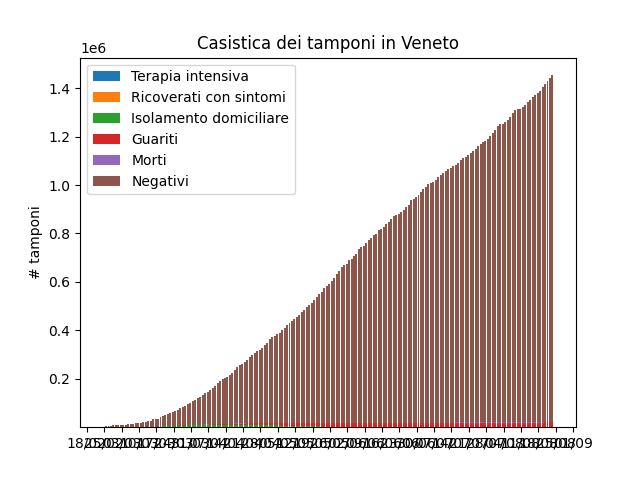 Casistica dei tamponi in Veneto
1e6
Terapia intensiva
Ricoverati con sintomi
Isolamento domiciliare
Guariti
Morti
Negativi
# tamponi
1.4
1.2
1.0
0.8
0.6
0.4
0.2